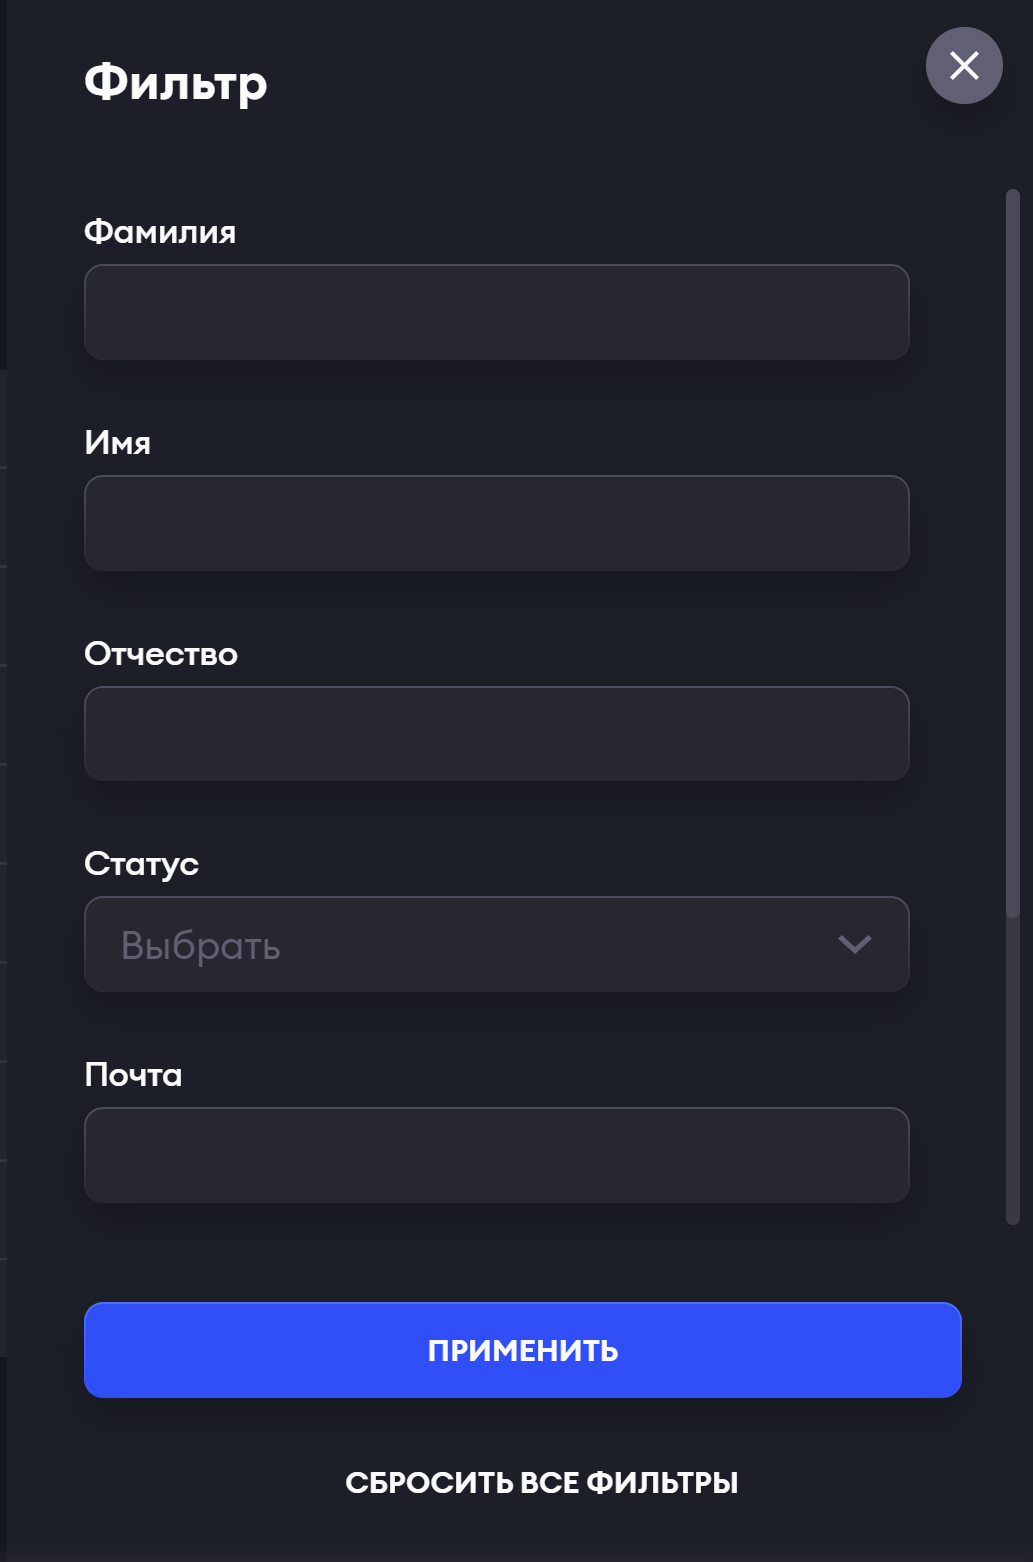 Фильтр
Фамилия
Имя
Отчество
Статус
Выбрать
Почта
ПРИМЕНИТЬ
СБРОСИТЬ ВСЕ ФИЛЬТРЫ